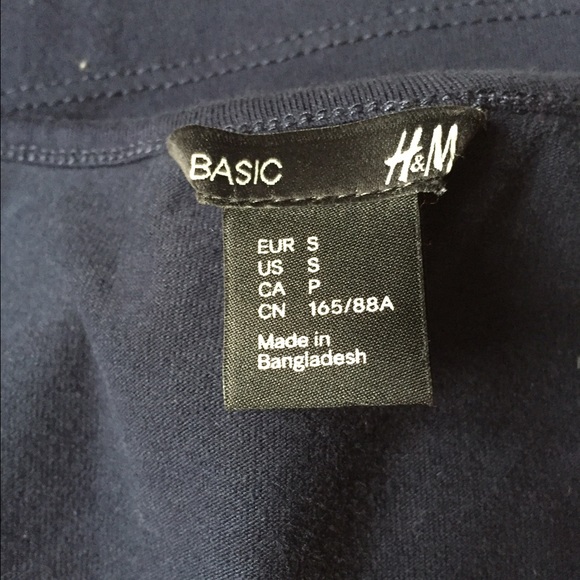 BASIC H&M
EUR S
US S
CA P
CN 165/88A
Made in
Bangladesh